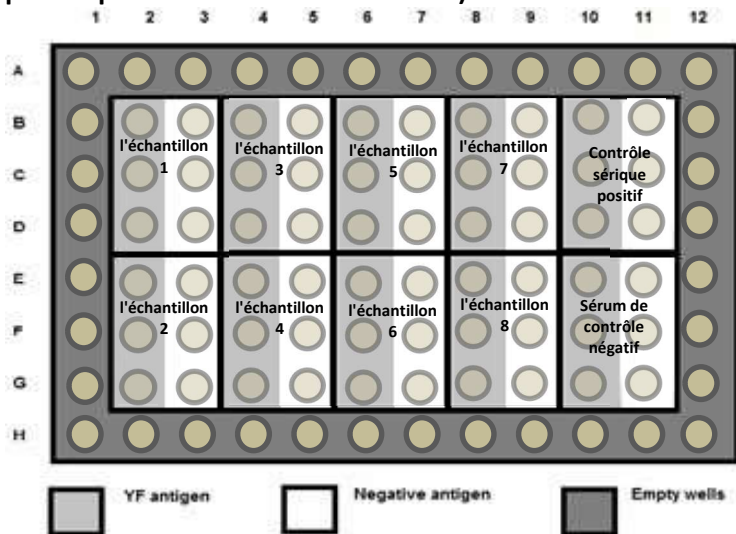 1 2 3 4 5 6 7 8 9 10 11 12
A
B
C
D
E
F
G
H
l'échantillon
1
l'échantillon
3
l'échantillon
5
l'échantillon
7
Contrôle
sérique
positif
l'échantillon
2
l'échantillon
4
l'échantillon
6
l'échantillon
8
Sérum de
contrôle
négatif
YF antigen
Negative antigen
Empty wells